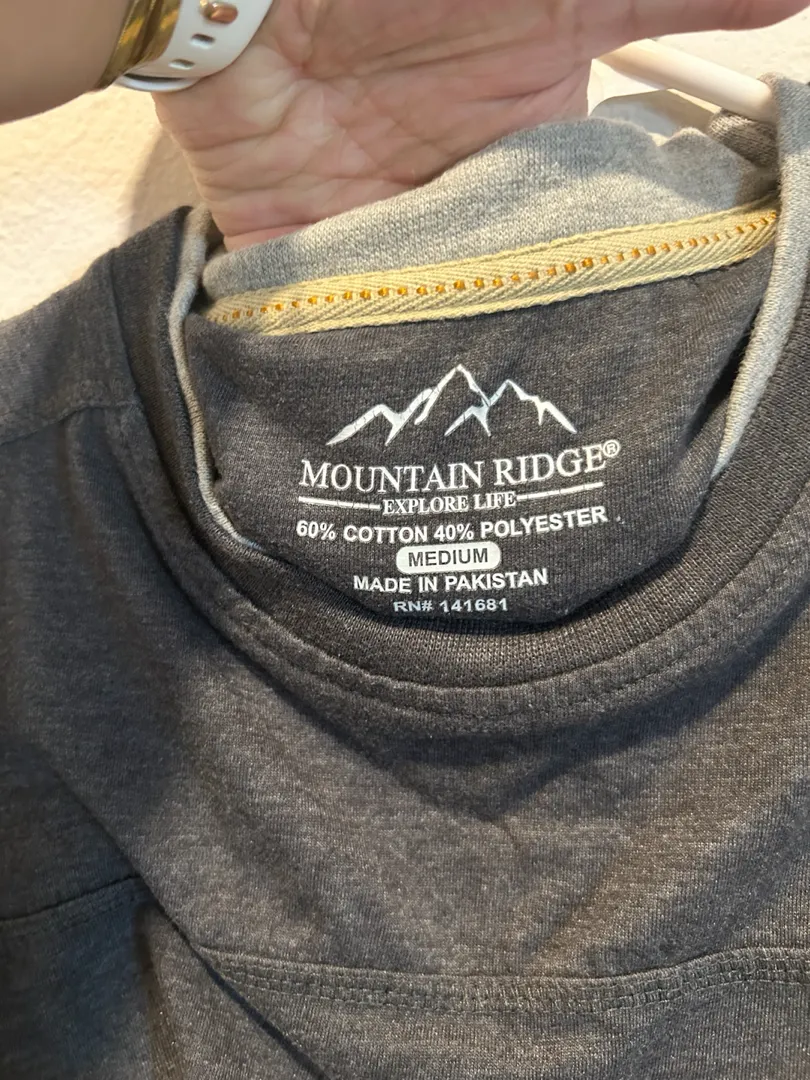 MOUNTAIN RIDGE®
EXPLORE LIFE
60% COTTON 40% POLYESTER
MEDIUM
MADE IN PAKISTAN
RN# 141681